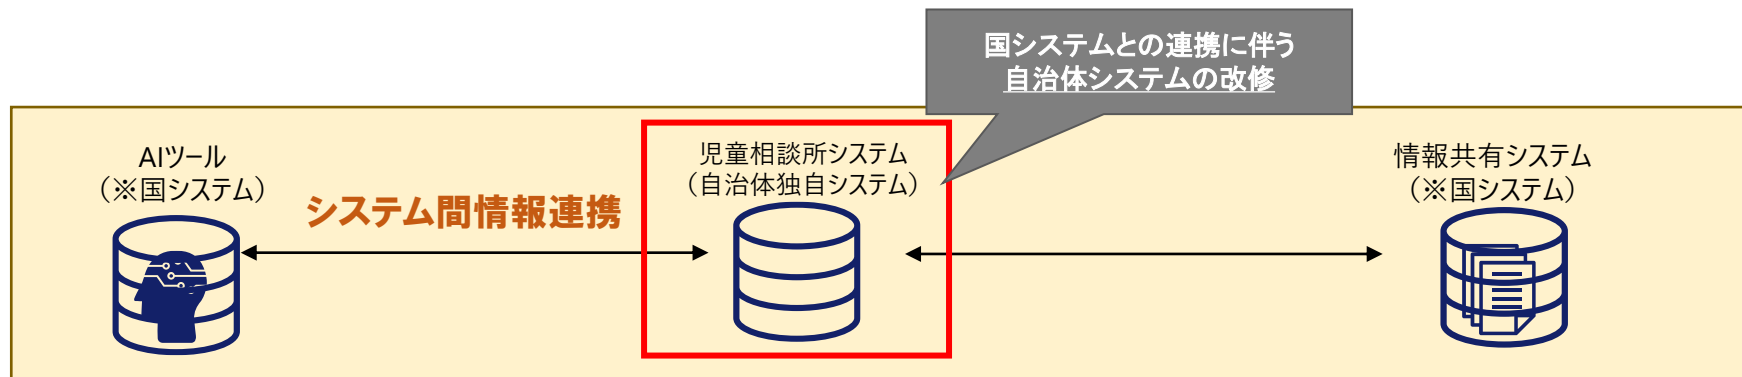 国システムとの連携に伴う
自治体システムの改修
AIツール
（※国システム）
システム間情報連携
児童相談所システム
（自治体独自システム）
情報共有システム
（※国システム）